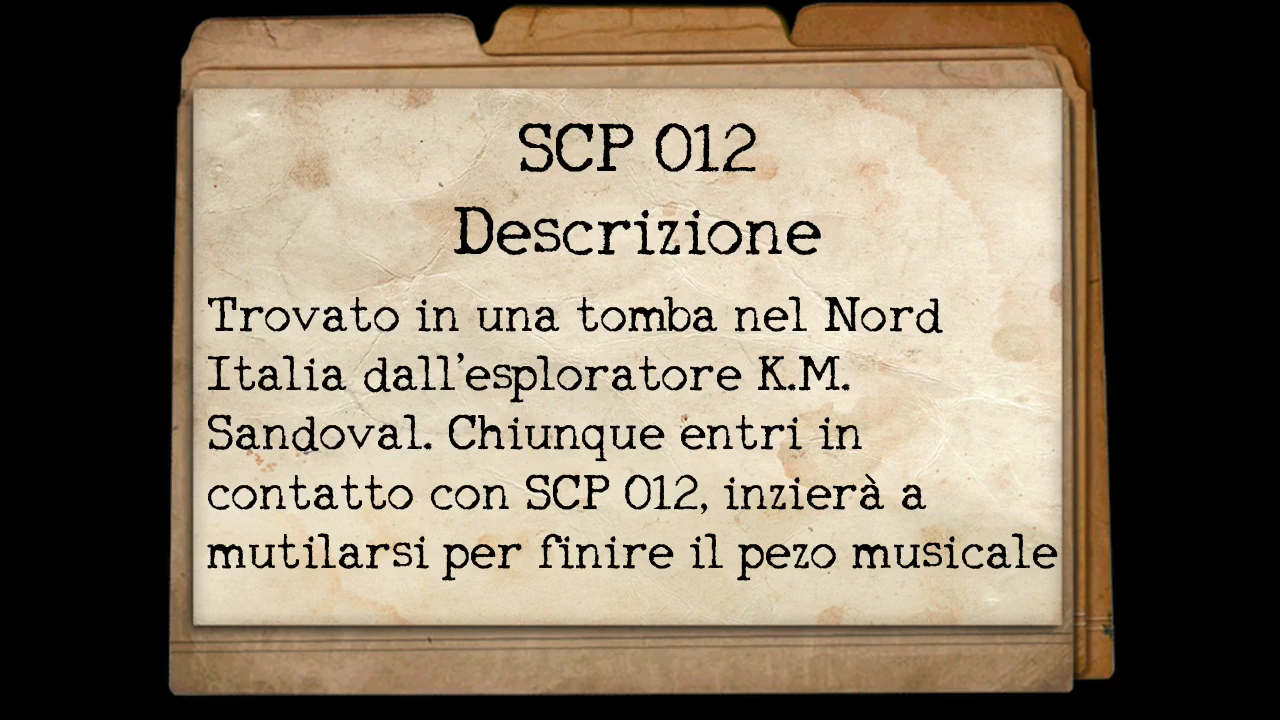 SCP 012
Descrizione
Trovato in una tomba nel Nord
Italia dall'esploratore K.M.
Sandoval. Chiunque entri in
contatto con SCP 012, inzierà a
mutilarsi per finire il pezo musicale